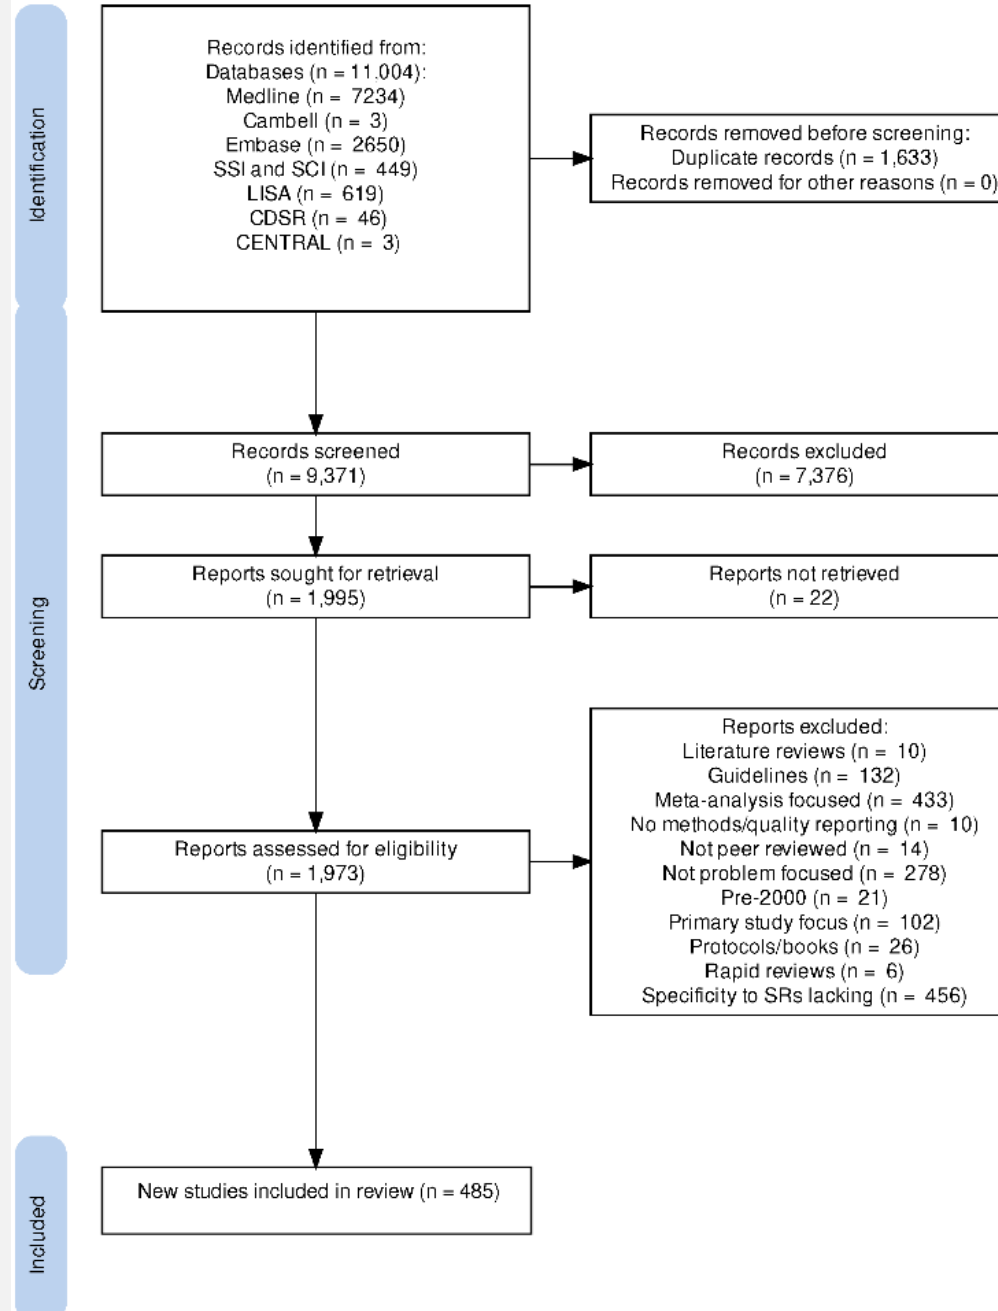 Identification
Records identified from:
Databases (n = 11,004):
Medline (n = 7234)
Cambell (n = 3)
Embase (n = 2650)
SSI and SCI (n = 449)
LISA (n = 619)
CDSR (n = 46)
CENTRAL (n = 3)
Records removed before screening:
Duplicate records (n = 1,633)
Records removed for other reasons (n = 0)
Screening
Records screened
(n = 9,371)
Records excluded
(n = 7,376)
Reports sought for retrieval
(n = 1,995)
Reports not retrieved
(n = 22)
Reports assessed for eligibility
(n = 1,973)
Reports excluded:
Literature reviews (n = 10)
Guidelines (n = 132)
Meta-analysis focused (n = 433)
No methods/quality reporting (n = 10)
Not peer reviewed (n = 14)
Not problem focused (n = 278)
Pre-2000 (n = 21)
Primary study focus (n = 102)
Protocols/books (n = 26)
Rapid reviews (n = 6)
Specificity to SRs lacking (n = 456)
Included
New studies included in review (n = 485)